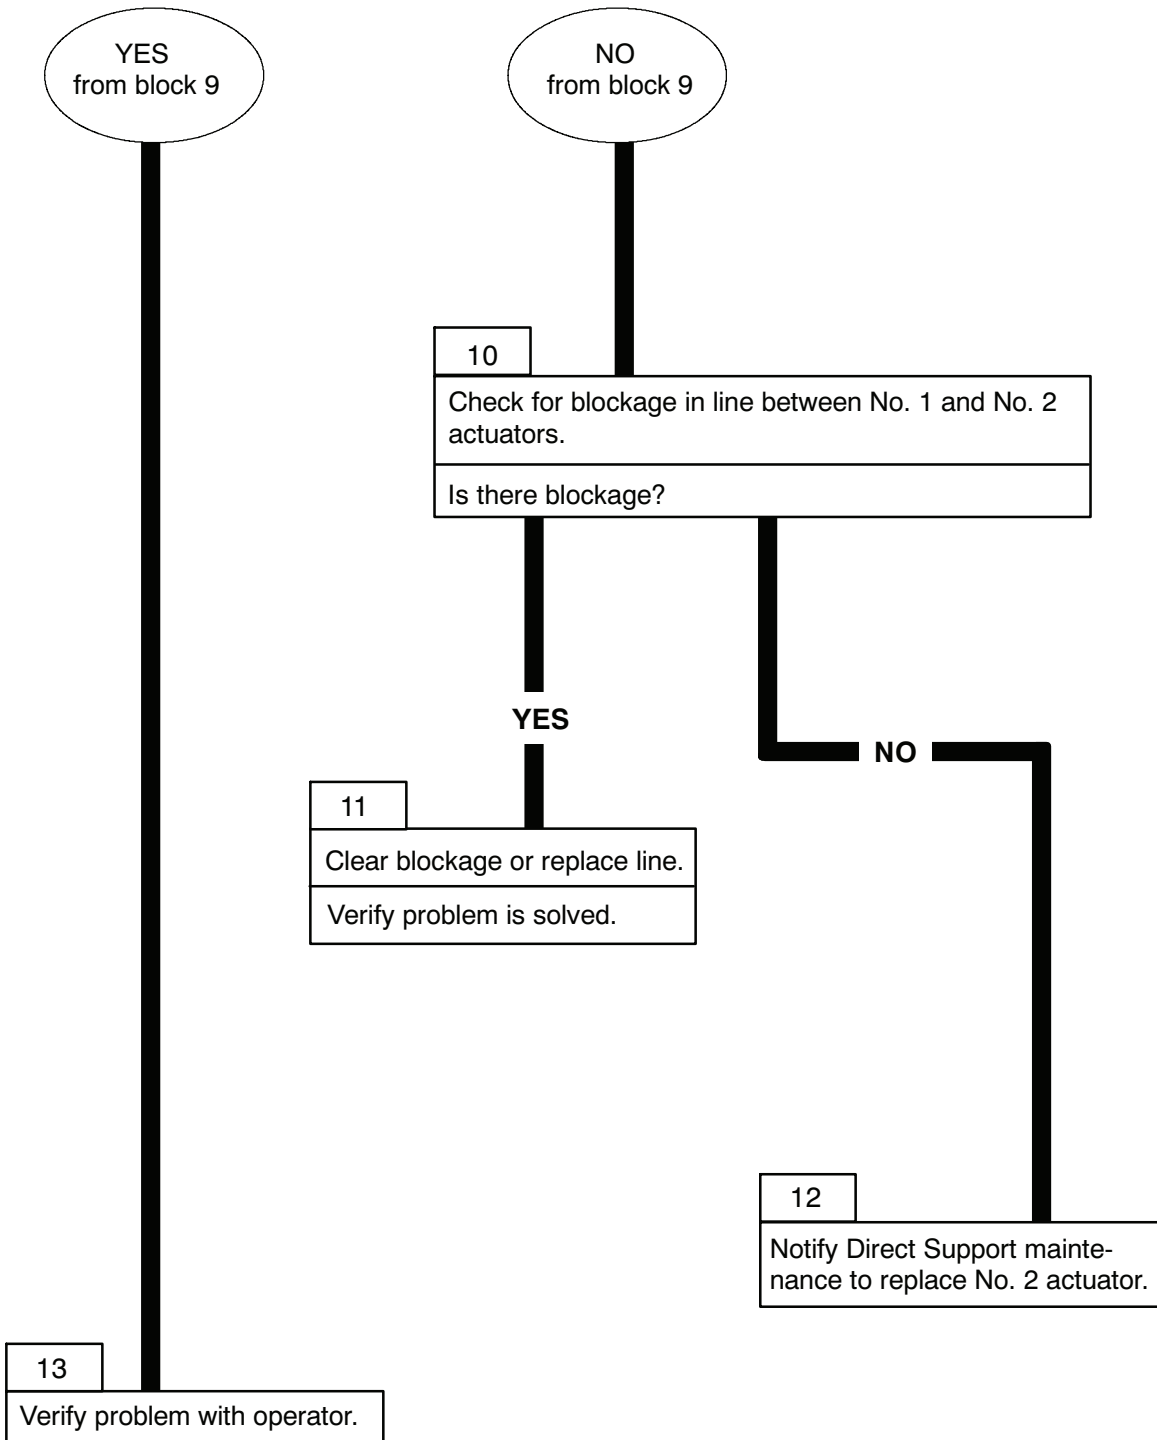 YES
from block 9
NO
from block 9
10
Check for blockage in line between No. 1 and No. 2
actuators.
Is there blockage?
YES
NO
11
Clear blockage or replace line.
Verify problem is solved.
12
Notify Direct Support mainte-
nance to replace No. 2 actuator.
13
Verify problem with operator.